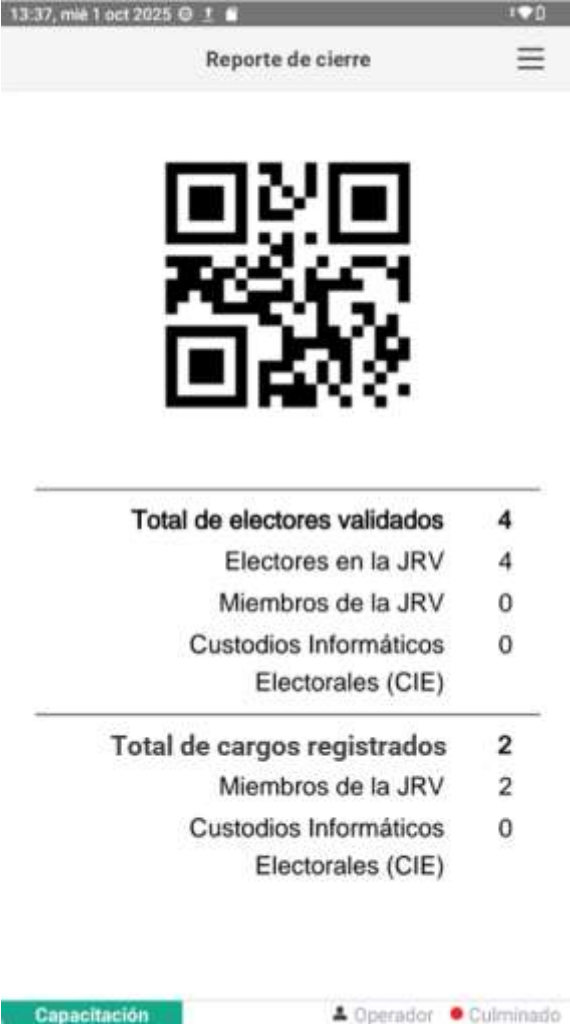 13:37, mié 1 oct 2025
Reporte de cierre
Total de electores validados 4
Electores en la JRV 4
Miembros de la JRV 0
Custodios Informáticos 0
Electorales (CIE)
Total de cargos registrados 2
Miembros de la JRV 2
Custodios Informáticos 0
Electorales (CIE)
Capacitación Operador Culminado